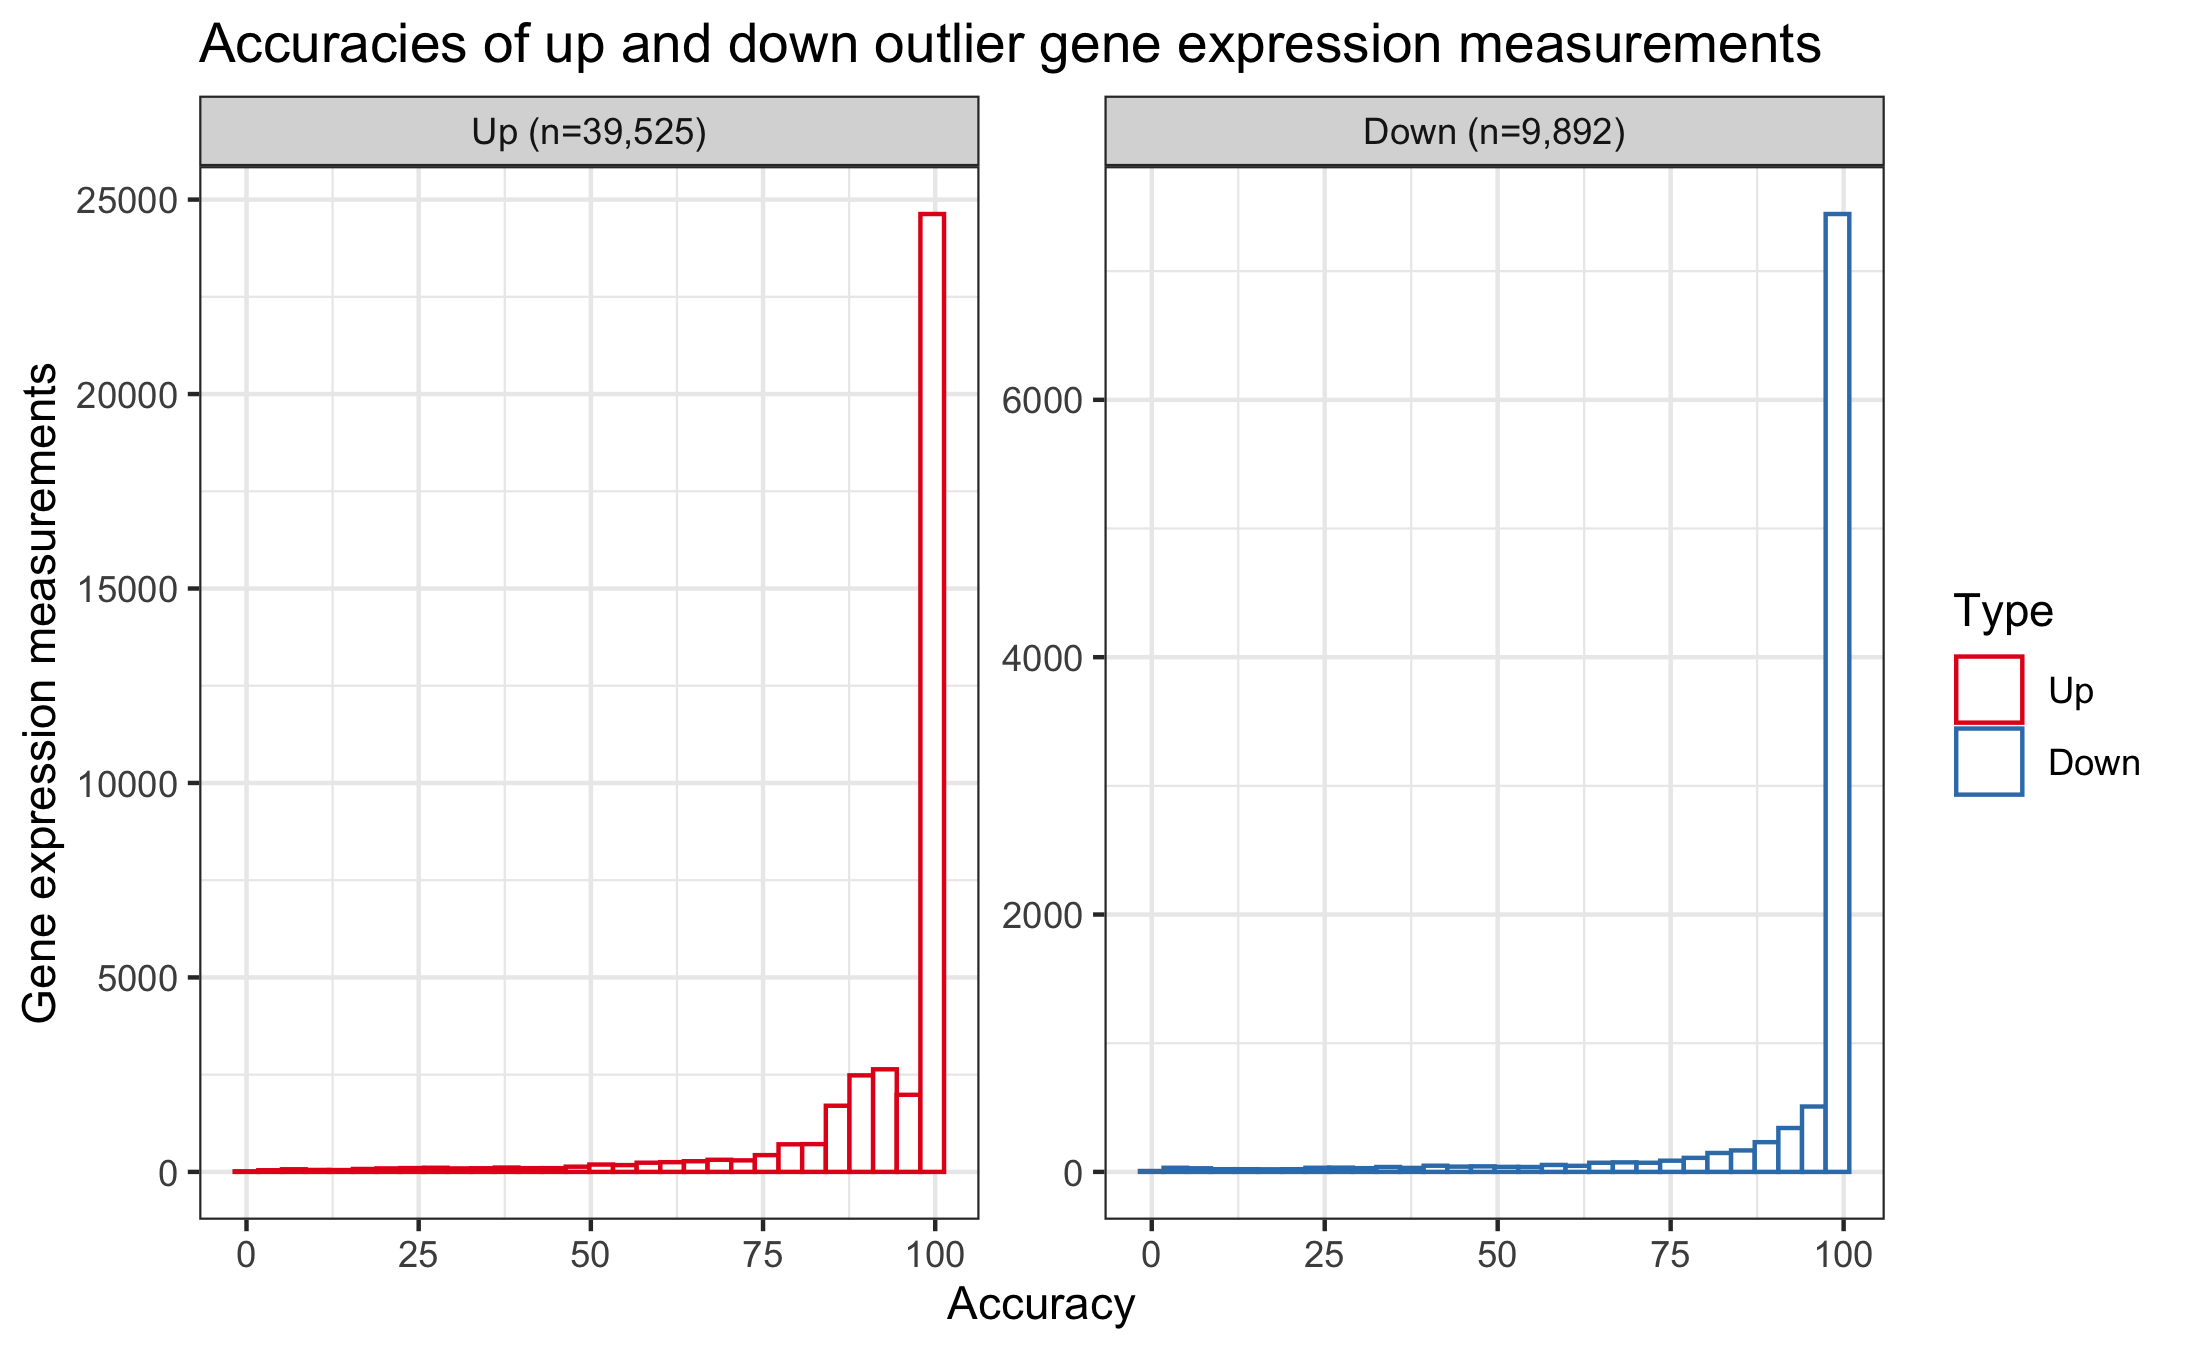 Accuracies of up and down outlier gene expression measurements
Up (n=39,525)
Down (n=9,892)
Gene expression measurements
25000
20000
15000
10000
5000
0
6000
4000
2000
0
0 25 50 75 100
0 25 50 75 100
Accuracy
Type
Up
Down